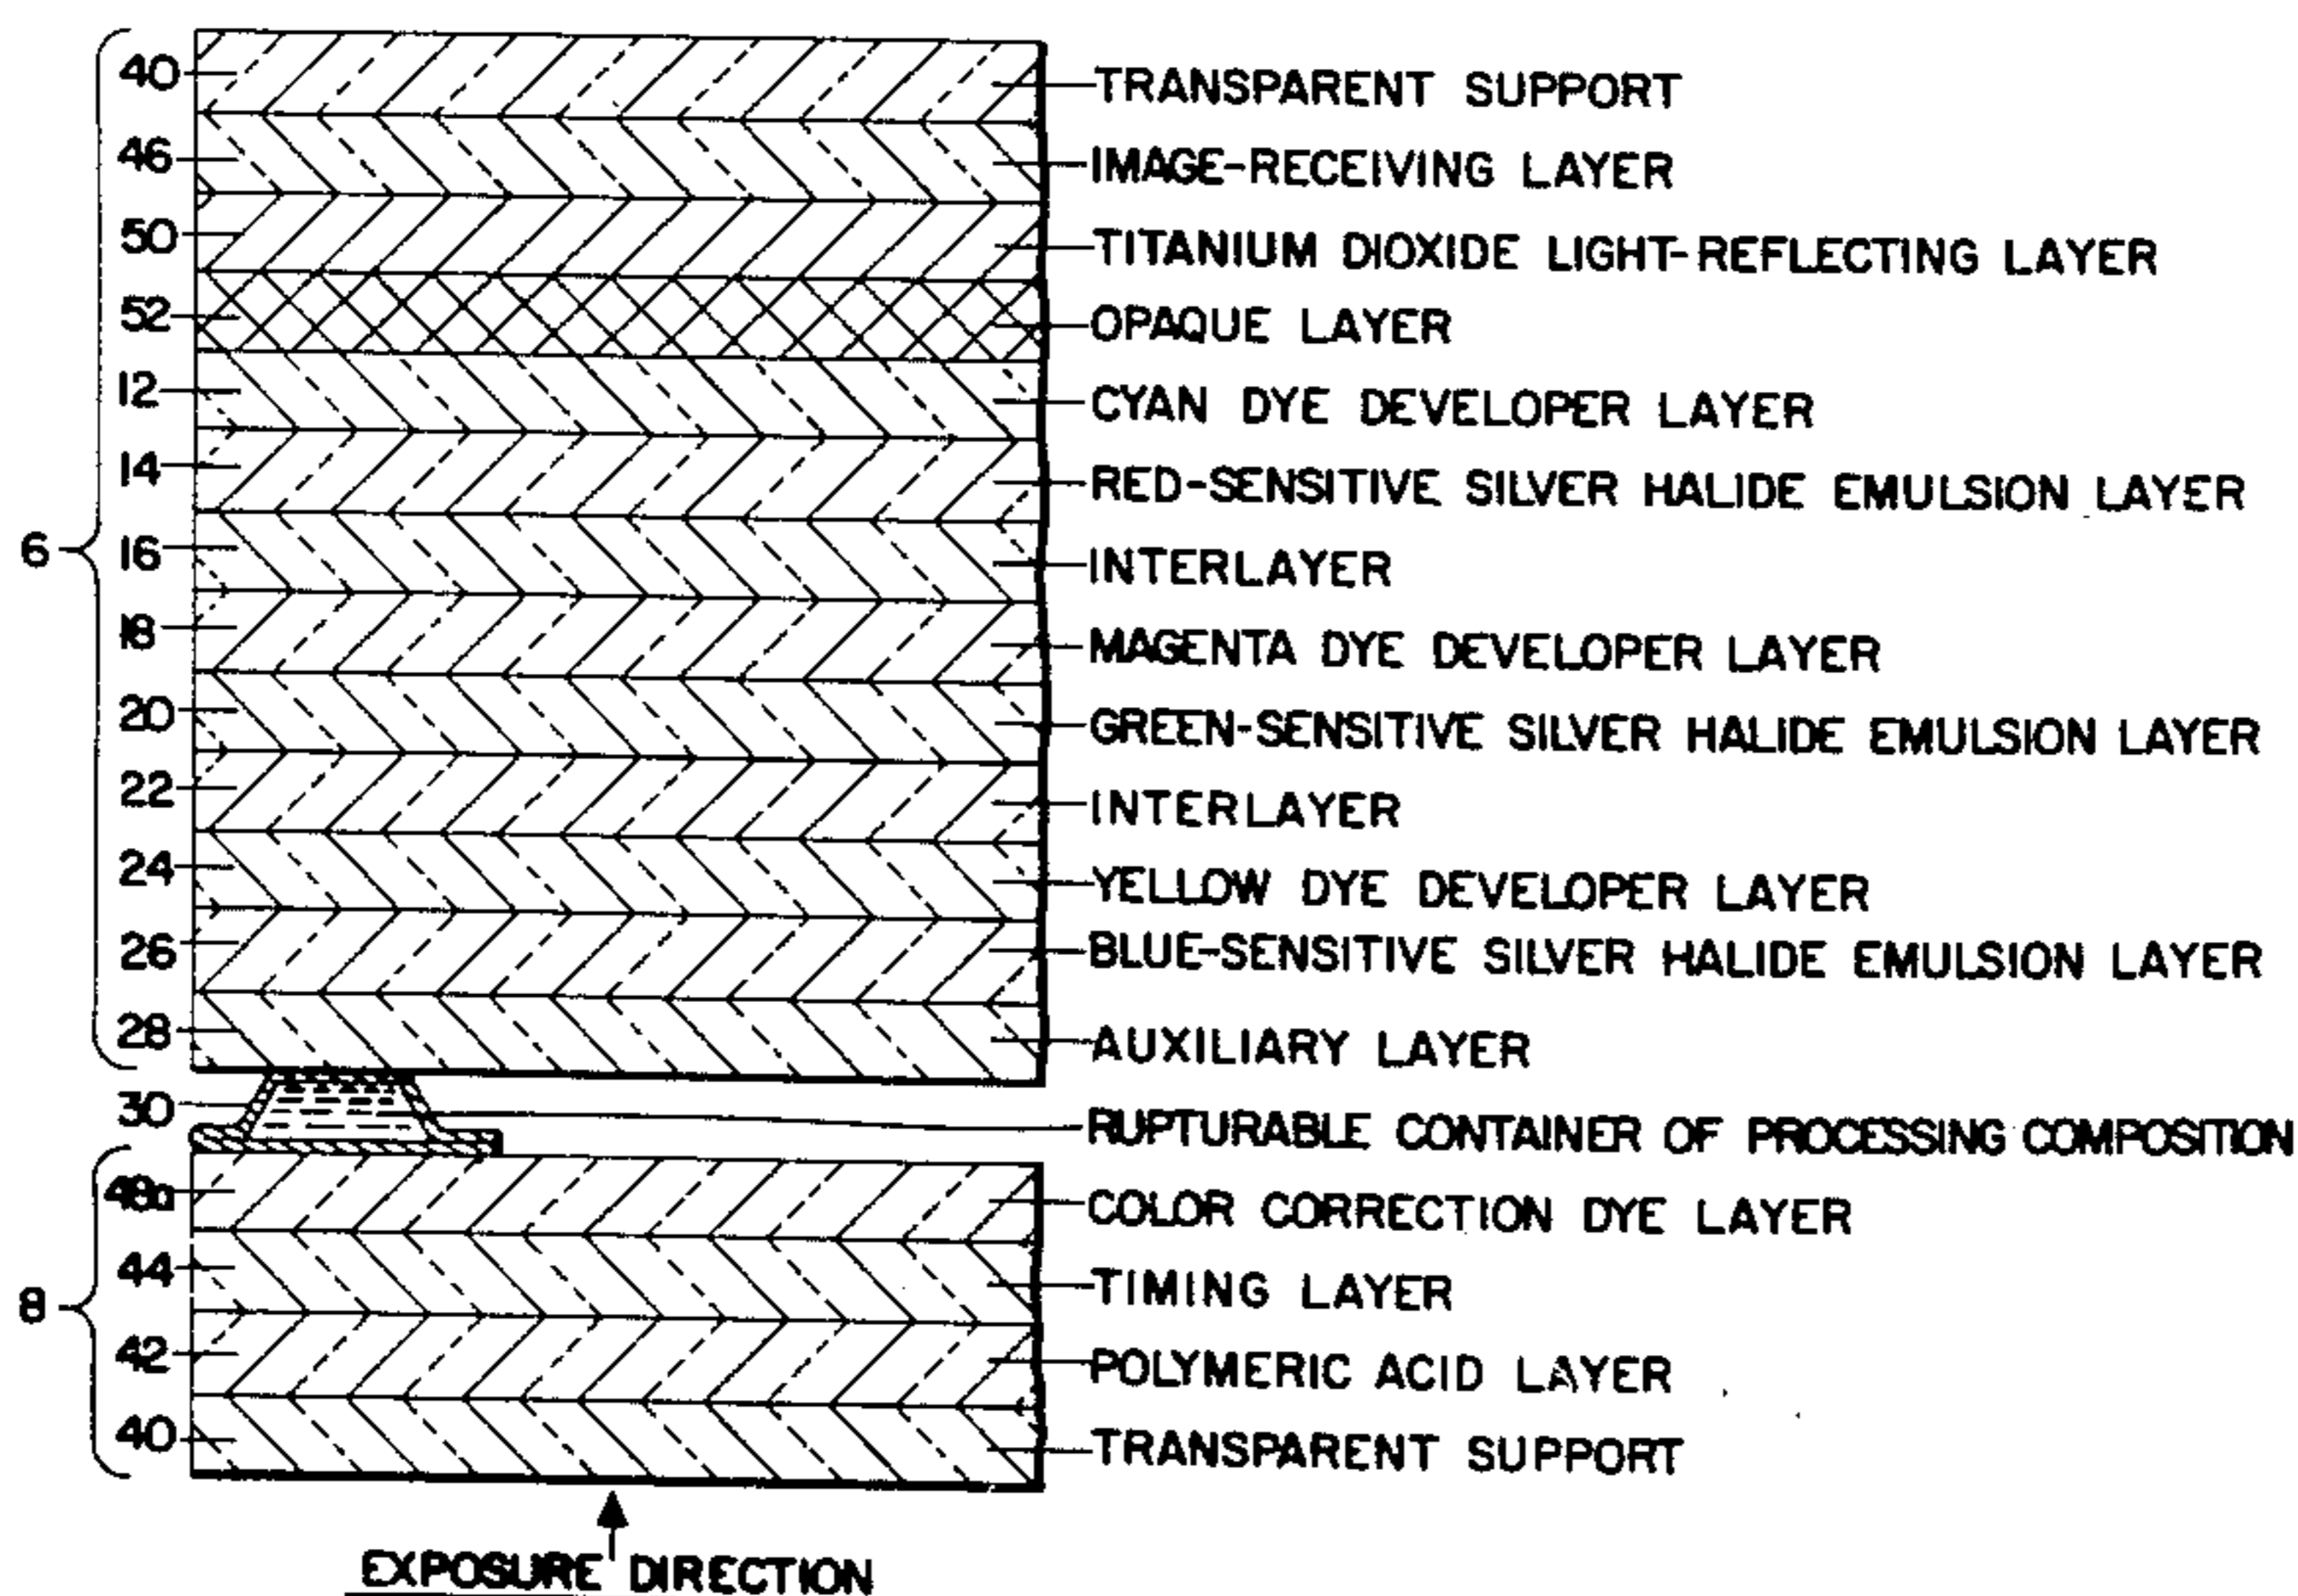 40 TRANSPARENT SUPPORT
46 IMAGE-RECEIVING LAYER
50 TITANIUM DIOXIDE LIGHT-REFLECTING LAYER
52 OPAQUE LAYER
12 CYAN DYE DEVELOPER LAYER
14 RED-SENSITIVE SILVER HALIDE EMULSION LAYER
6 16 INTERLAYER
18 MAGENTA DYE DEVELOPER LAYER
20 GREEN-SENSITIVE SILVER HALIDE EMULSION LAYER
22 INTERLAYER
24 YELLOW DYE DEVELOPER LAYER
26 BLUE-SENSITIVE SILVER HALIDE EMULSION LAYER
28 AUXILIARY LAYER
30 RUPTURABLE CONTAINER OF PROCESSING COMPOSITION
COLOR CORRECTION DYE LAYER
44 TIMING LAYER
8
42 POLYMERIC ACID LAYER
40 TRANSPARENT SUPPORT
EXPOSURE DIRECTION